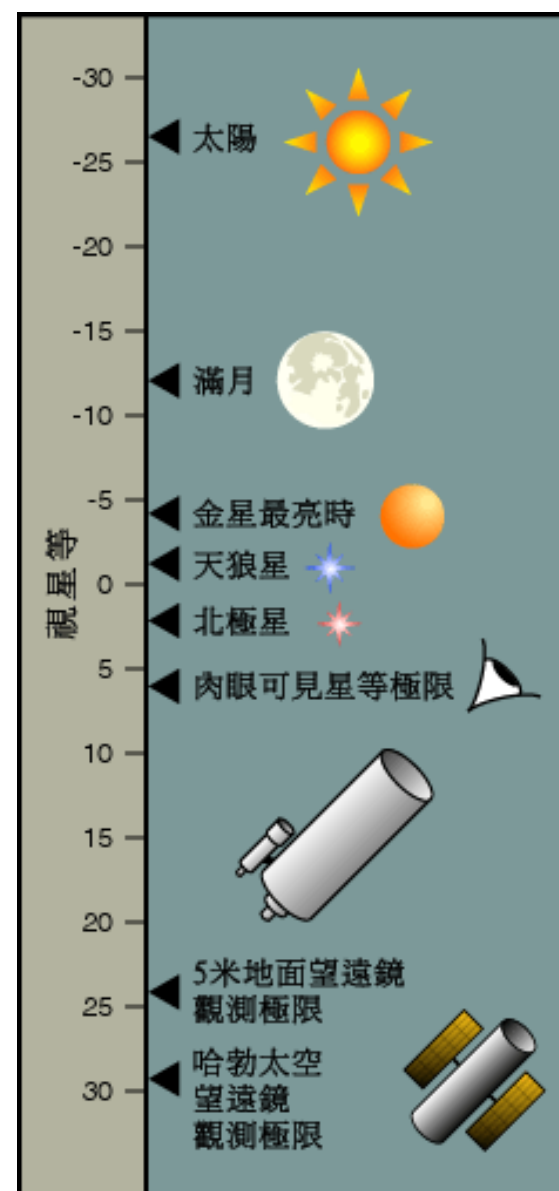 視星等
-30
太陽
-25
-20
-15
滿月
-10
-5
金星最亮時
天狼星
0
北極星
5
肉眼可見星等極限
10
15
20
5米地面望遠鏡
觀測極限
25
哈勃太空
望遠鏡
觀測極限
30